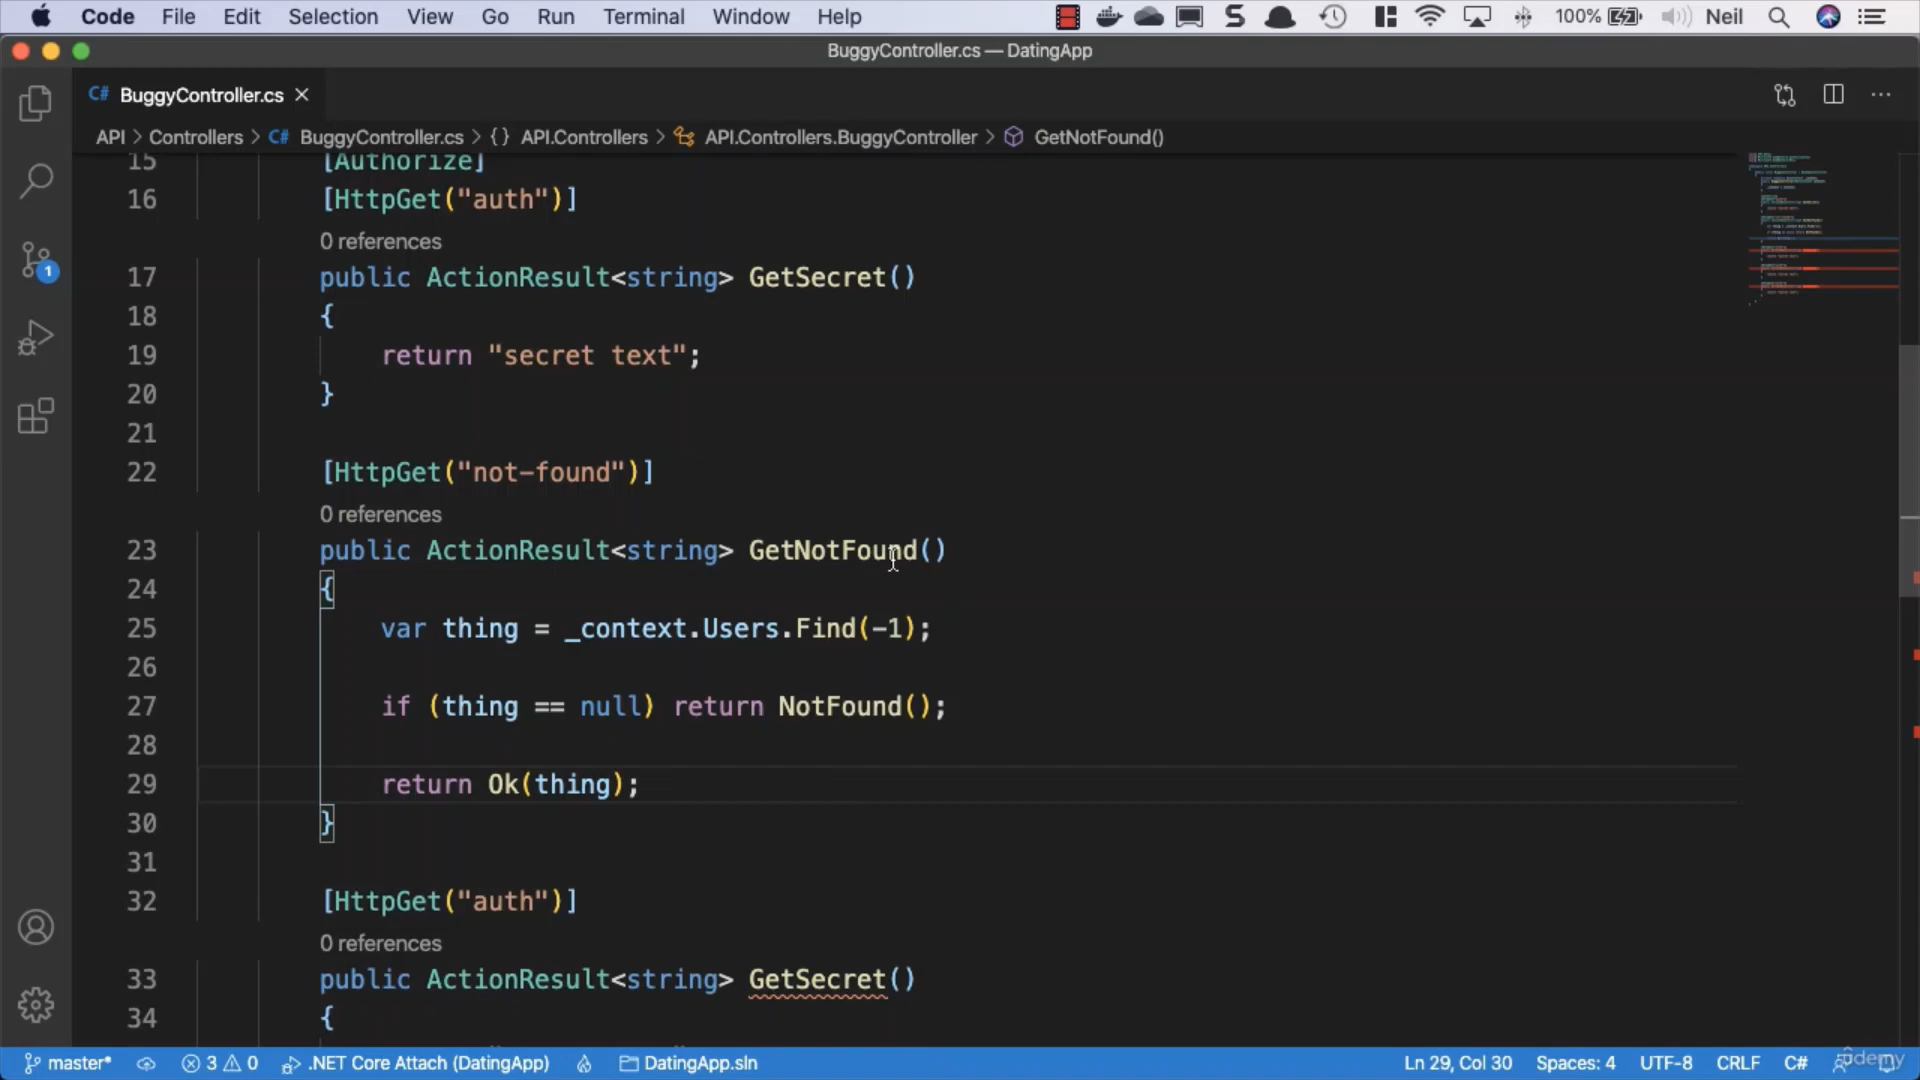 Code File Edit Selection View Go Run Terminal Window Help 100% Neil
BuggyController.cs — DatingApp
C# BuggyController.cs
API > Controllers > C# BuggyController.cs > {} API.Controllers > API.Controllers.BuggyController > GetNotFound()
15 [Authorize]
16 [HttpGet("auth")]
0 references
17 public ActionResult<string> GetSecret()
18 {
19 return "secret text";
20 }
21
22 [HttpGet("not-found")]
0 references
23 public ActionResult<string> GetNotFound()
24 {
25 var thing = _context.Users.Find(-1);
26
27 if (thing == null) return NotFound();
28
29 return Ok(thing);
30 }
31
32 [HttpGet("auth")]
0 references
33 public ActionResult<string> GetSecret()
34 {
1
master* 3 0 .NET Core Attach (DatingApp) DatingApp.sln Ln 29, Col 30 Spaces: 4 UTF-8 CRLF C#
udemy